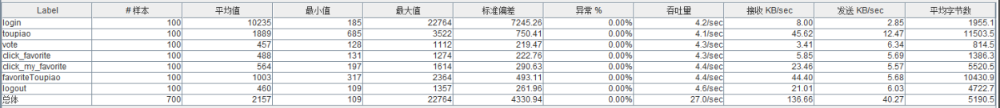 Label # 样本 平均值 最小值 最大值 标准偏差 异常 % 吞吐量 接收 KB/sec 发送 KB/sec 平均字节数
login 100 10235 185 22764 7245.26 0.00% 4.2/sec 8.00 2.85 1955.1
toupiao 100 1889 685 3522 750.41 0.00% 4.1/sec 45.62 12.47 11503.5
vote 100 457 128 1112 219.47 0.00% 4.3/sec 3.41 6.34 814.5
click_favorite 100 488 131 1274 222.76 0.00% 4.3/sec 5.85 5.69 1386.3
click_my_favorite 100 564 197 1614 290.63 0.00% 4.4/sec 23.46 5.57 5520.5
favoriteToupiao 100 1003 317 2364 493.11 0.00% 4.4/sec 44.40 5.68 10430.9
logout 100 460 109 1357 261.96 0.00% 4.6/sec 21.01 6.03 4722.7
总体 700 2157 109 22764 4330.94 0.00% 27.0/sec 136.66 40.27 5190.5